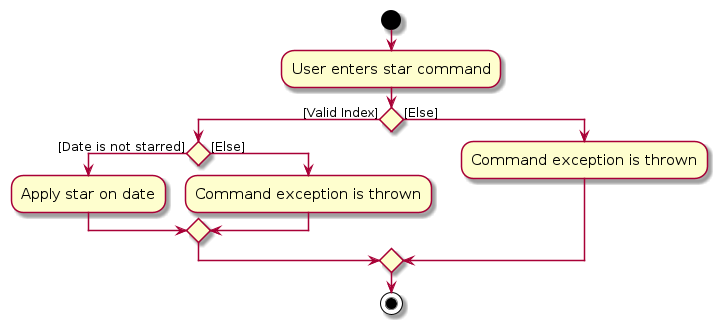 User enters star command
[Valid Index]
[Else]
[Date is not starred]
[Else]
Command exception is thrown
Apply star on date
Command exception is thrown